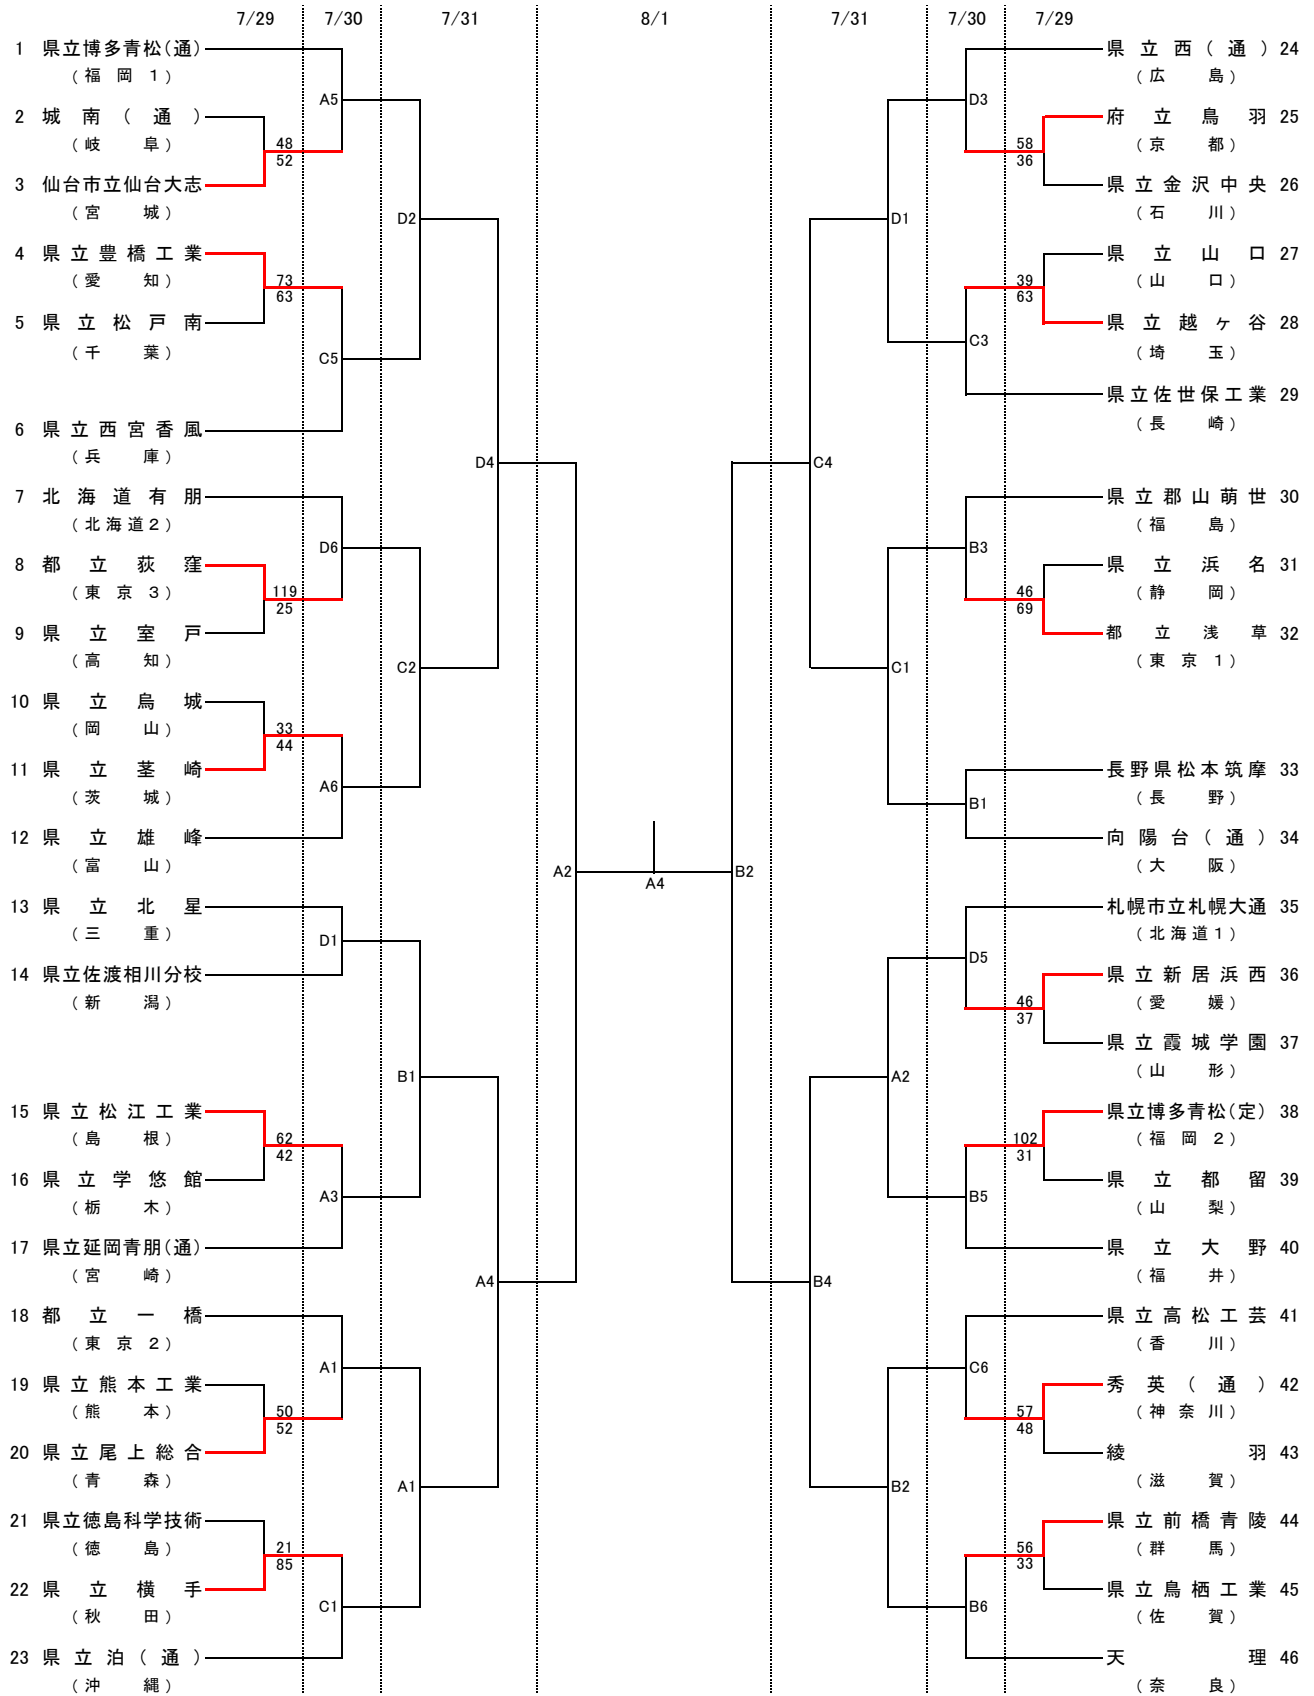 7/29 7/30 7/31 8/1 7/31 7/30 7/29
1 県立博多青松(通)
(福岡1)
2 城南(通)
(岐阜)
3 仙台市立仙台大志
(宮城)
4 県立豊橋工業
(愛知)
5 県立松戸南
(千葉)
6 県立西宮香風
(兵庫)
7 北海道有朋
(北海道2)
8 都立荻窪
(東京3)
9 県立室戸
(高知)
10 県立烏城
(岡山)
11 県立茎崎
(茨城)
12 県立雄峰
(富山)
13 県立北星
(三重)
14 県立佐渡相川分校
(新潟)
15 県立松江工業
(島根)
16 県立学悠館
(栃木)
17 県立延岡青朋(通)
(宮崎)
18 都立一橋
(東京2)
19 県立熊本工業
(熊本)
20 県立尾上総合
(青森)
21 県立徳島科学技術
(徳島)
22 県立横手
(秋田)
23 県立泊(通)
(沖縄)
48
52
73
63
119
25
33
44
62
42
50
52
21
85
A5
C5
D6
A6
D1
A3
A1
C1
D2
C2
B1
A1
D4
A4
A2
A4
B2
C4
B4
D1
C1
A2
B2
D3
C3
B3
B1
D5
B5
C6
B6
58
36
39
63
46
69
46
37
102
31
57
48
56
33
県立西(通) 24
(広島)
府立鳥羽 25
(京都)
県立金沢中央 26
(石川)
県立山口 27
(山口)
県立越ヶ谷 28
(埼玉)
県立佐世保工業 29
(長崎)
県立郡山萌世 30
(福島)
県立浜名 31
(静岡)
都立浅草 32
(東京1)
長野県松本筑摩 33
(長野)
向陽台(通) 34
(大阪)
札幌市立札幌大通 35
(北海道1)
県立新居浜西 36
(愛媛)
県立霞城学園 37
(山形)
県立博多青松(定) 38
(福岡2)
県立都留 39
(山梨)
県立大野 40
(福井)
県立高松工芸 41
(香川)
秀英(通) 42
(神奈川)
綾羽 43
(滋賀)
県立前橋青陵 44
(群馬)
県立鳥栖工業 45
(佐賀)
天理 46
(奈良)